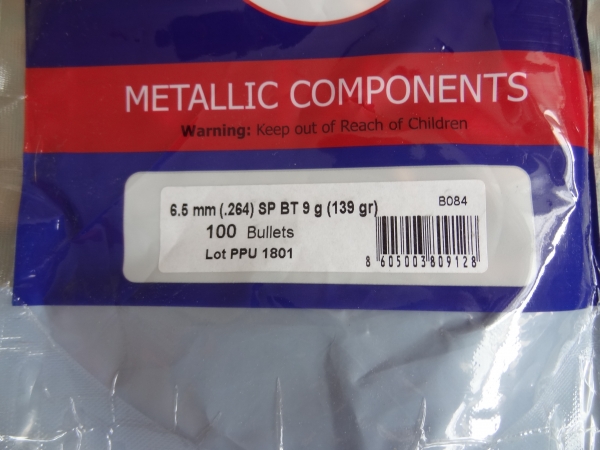 METALLIC COMPONENTS
Warning: Keep out of Reach of Children
6.5 mm (.264) SP BT 9 g (139 gr)
B084
100 Bullets
Lot PPU 1801
8 605003 809128